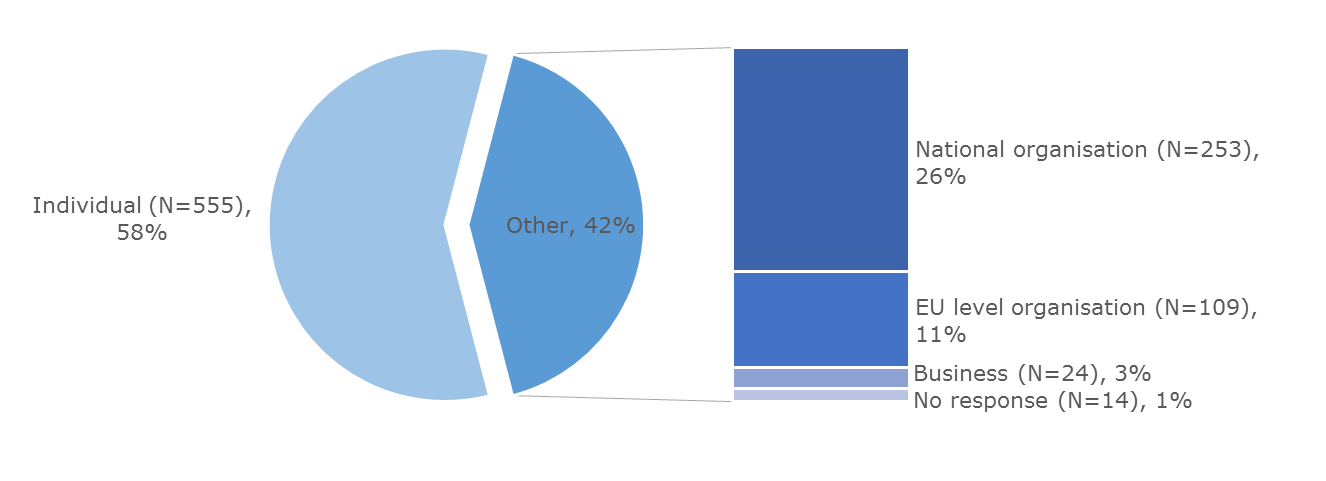 Individual (N=555),
58%
Other, 42%
National organisation (N=253),
26%
EU level organisation (N=109),
11%
Business (N=24), 3%
No response (N=14), 1%